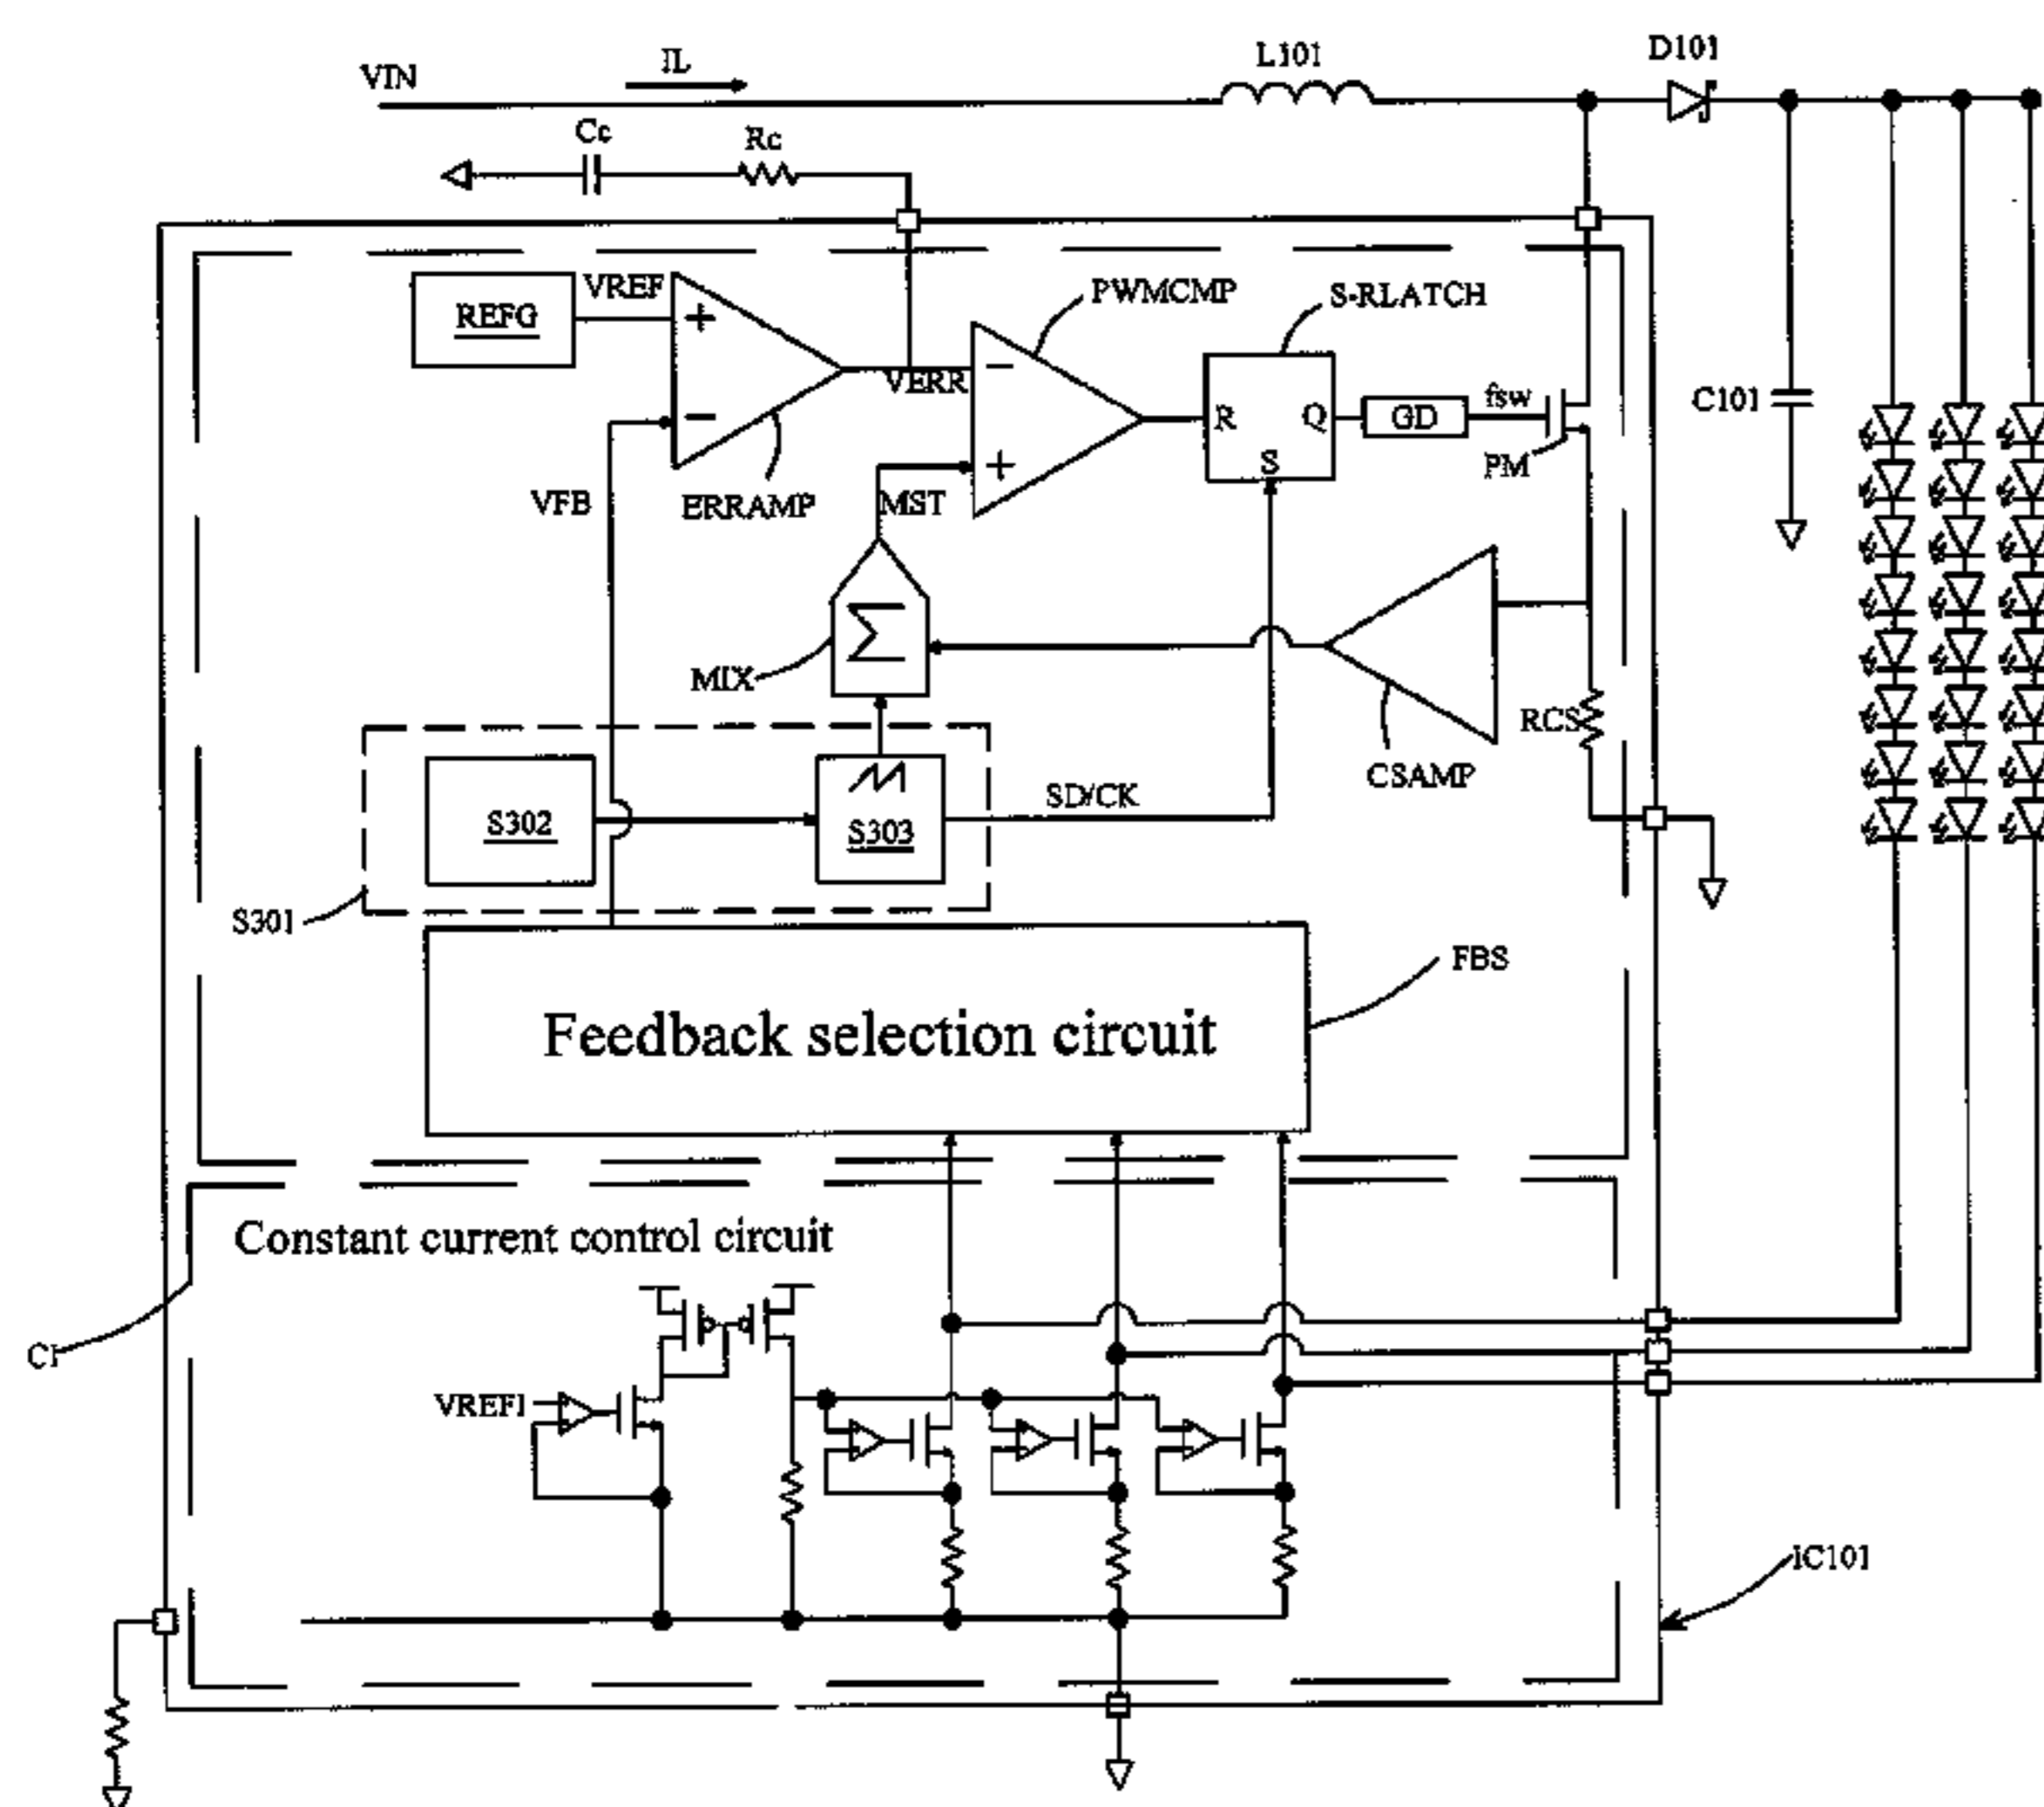 VIN
IL
L101
D101
Cc
Rc
REFG
VREF
+
−
VERR
ERRAMP
VFB
PWMCMP
−
+
MST
S-RLATCH
R
Q
S
GD
fsw
PM
C101
MIX
Σ
CSAMP
RCS
S302
S303
SD/CK
S301
Feedback selection circuit
FBS
Constant current control circuit
CI
VREFI
IC101